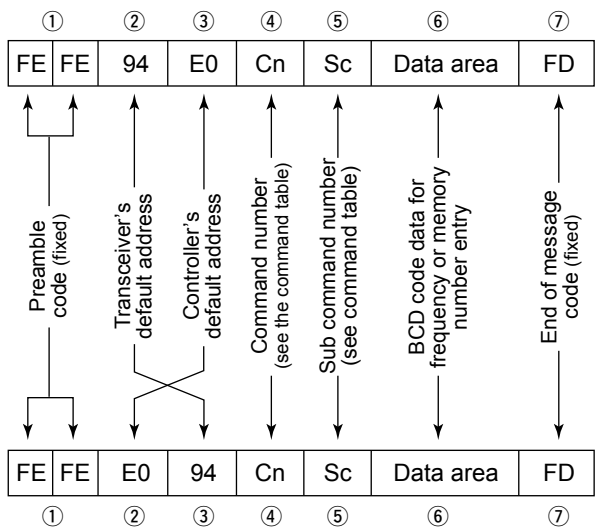 ① ② ③ ④ ⑤ ⑥ ⑦
FE FE 94 E0 Cn Sc Data area FD
Preamble
code (fixed)
Transceiver's
default address
Controller's
default address
Command number
(see the command table)
Sub command number
(see command table)
BCD code data for
frequency or memory
number entry
End of message
code (fixed)
FE FE E0 94 Cn Sc Data area FD
① ② ③ ④ ⑤ ⑥ ⑦